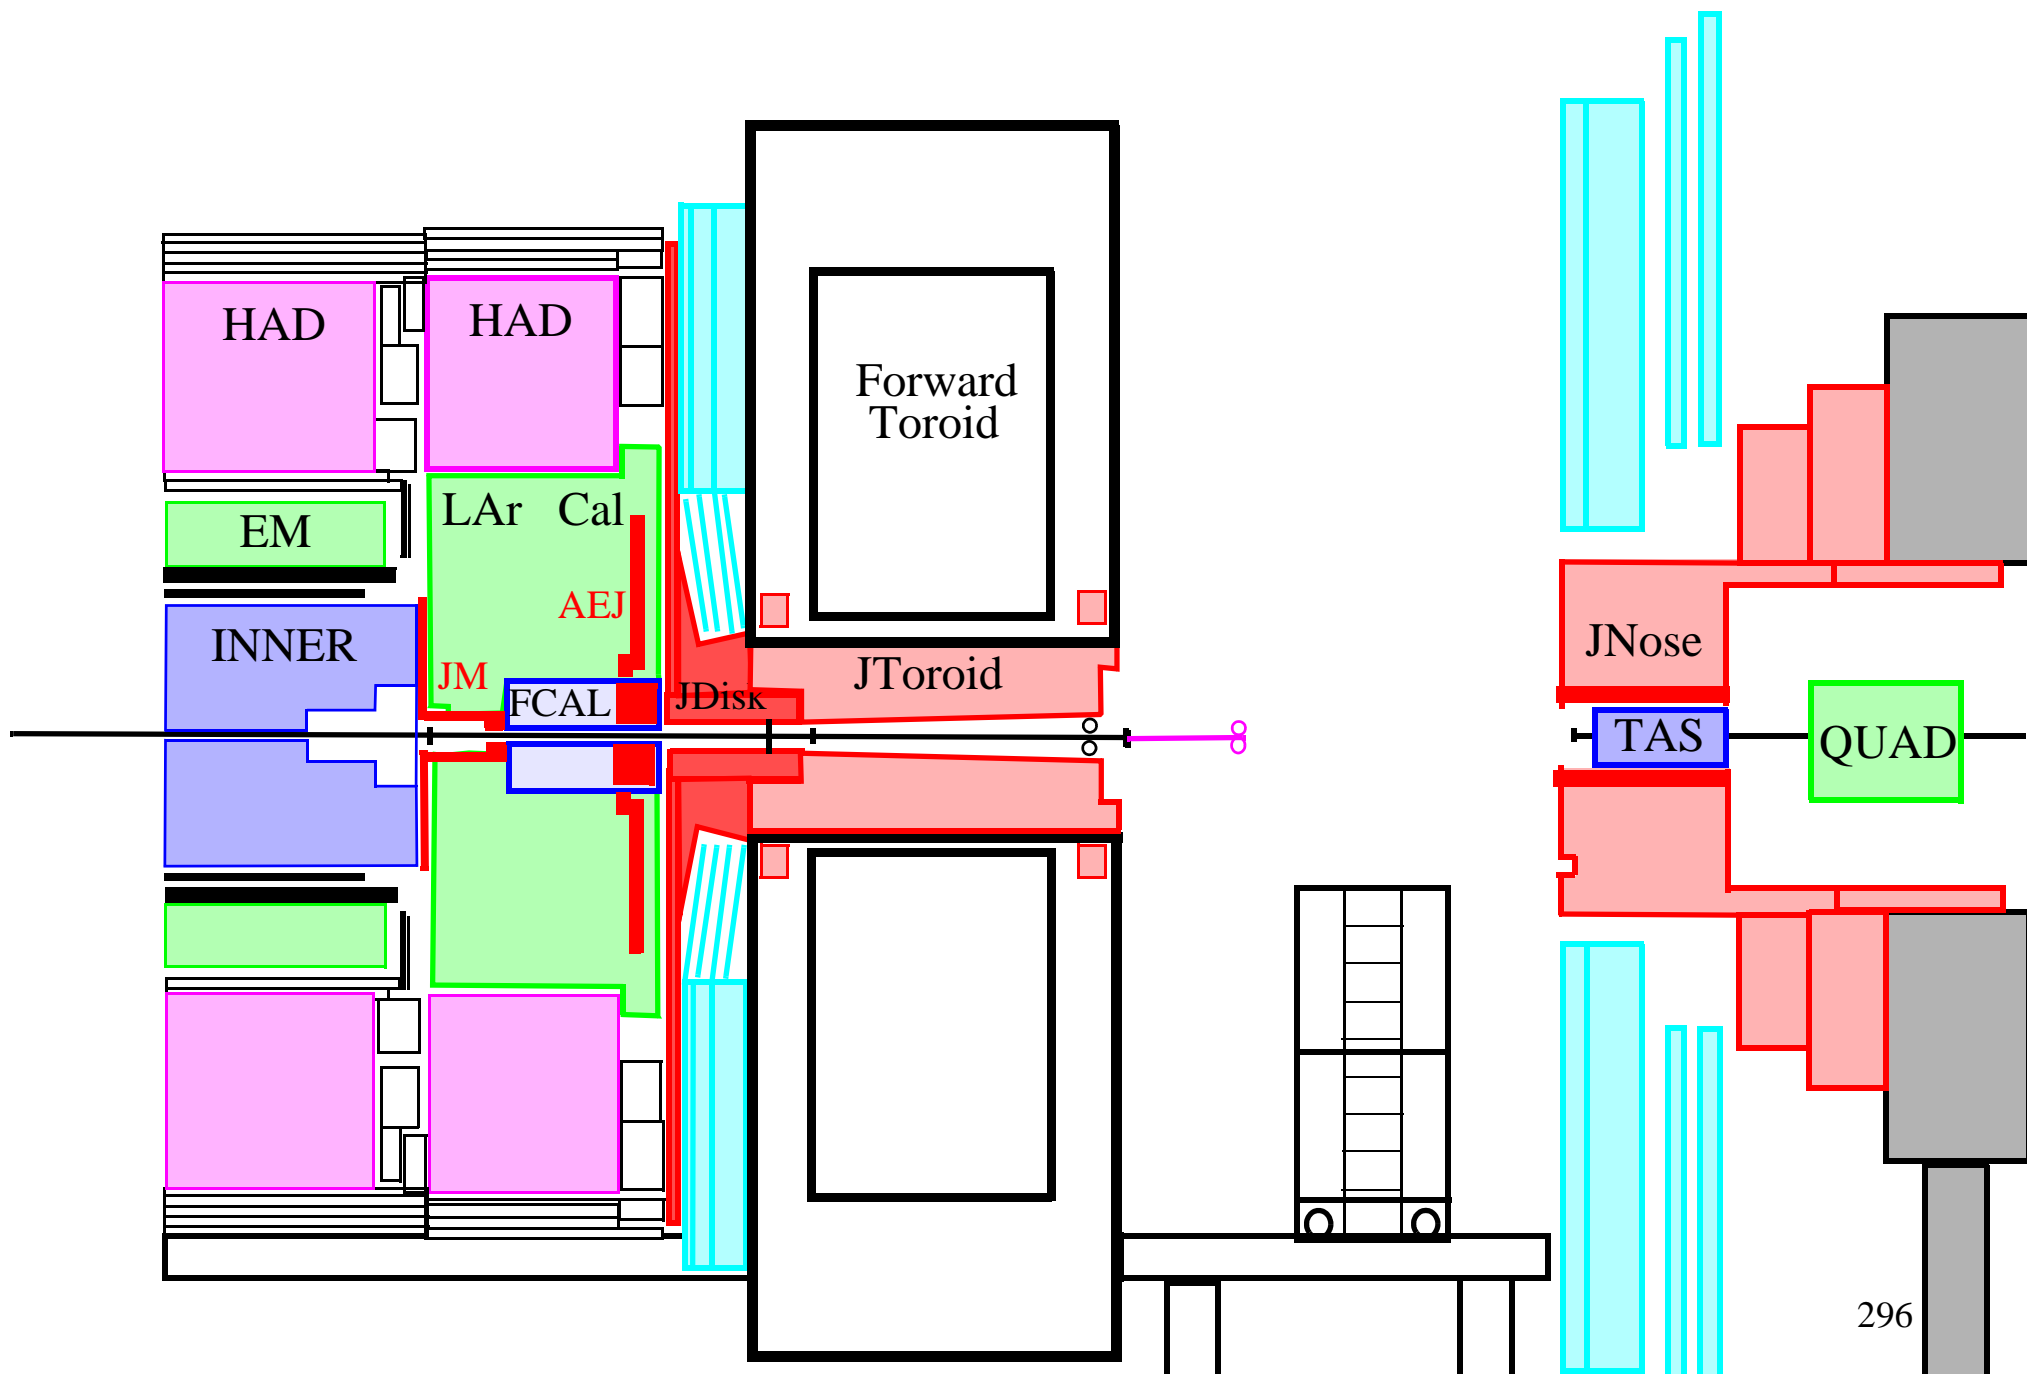 HAD
HAD
Forward
Toroid
LAr Cal
EM
AEJ
INNER
JNose
JM
JToroid
FCAL
JDisk
TAS
QUAD
296